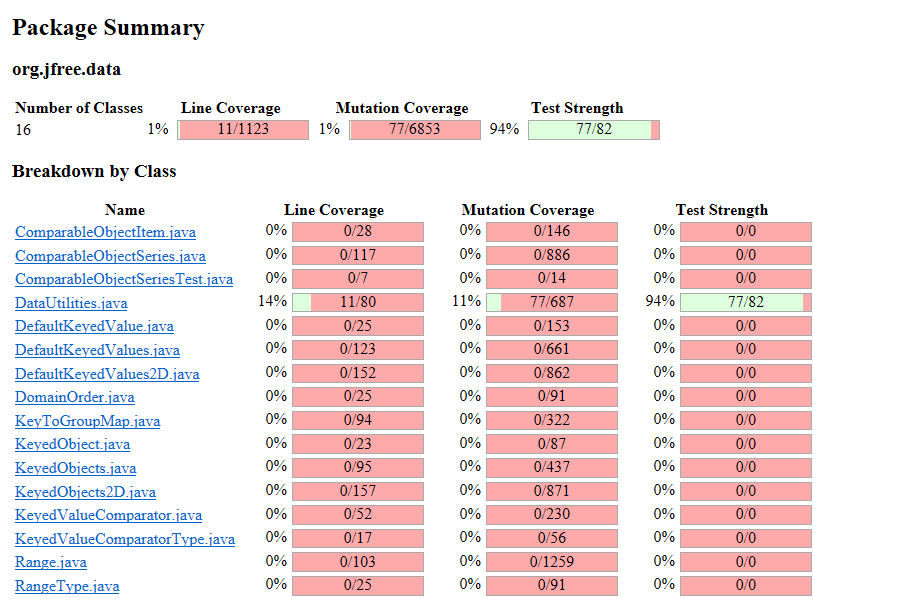 Package Summary
org.jfree.data
Number of Classes Line Coverage Mutation Coverage Test Strength
16 1% 11/1123 1% 77/6853 94% 77/82
Breakdown by Class
Name Line Coverage Mutation Coverage Test Strength
ComparableObjectItem.java 0% 0/28 0% 0/146 0% 0/0
ComparableObjectSeries.java 0% 0/117 0% 0/886 0% 0/0
ComparableObjectSeriesTest.java 0% 0/7 0% 0/14 0% 0/0
DataUtilities.java 14% 11/80 11% 77/687 94% 77/82
DefaultKeyedValue.java 0% 0/25 0% 0/153 0% 0/0
DefaultKeyedValues.java 0% 0/123 0% 0/661 0% 0/0
DefaultKeyedValues2D.java 0% 0/152 0% 0/862 0% 0/0
DomainOrder.java 0% 0/25 0% 0/91 0% 0/0
KeyToGroupMap.java 0% 0/94 0% 0/322 0% 0/0
KeyedObject.java 0% 0/23 0% 0/87 0% 0/0
KeyedObjects.java 0% 0/95 0% 0/437 0% 0/0
KeyedObjects2D.java 0% 0/157 0% 0/871 0% 0/0
KeyedValueComparator.java 0% 0/52 0% 0/230 0% 0/0
KeyedValueComparatorType.java 0% 0/17 0% 0/56 0% 0/0
Range.java 0% 0/103 0% 0/1259 0% 0/0
RangeType.java 0% 0/25 0% 0/91 0% 0/0